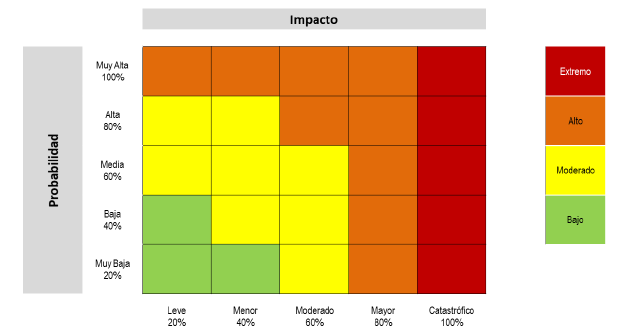 Impacto
Probabilidad
Muy Alta
100%
Alta
80%
Media
60%
Baja
40%
Muy Baja
20%
Leve
20%
Menor
40%
Moderado
60%
Mayor
80%
Catastrófico
100%
Extremo
Alto
Moderado
Bajo